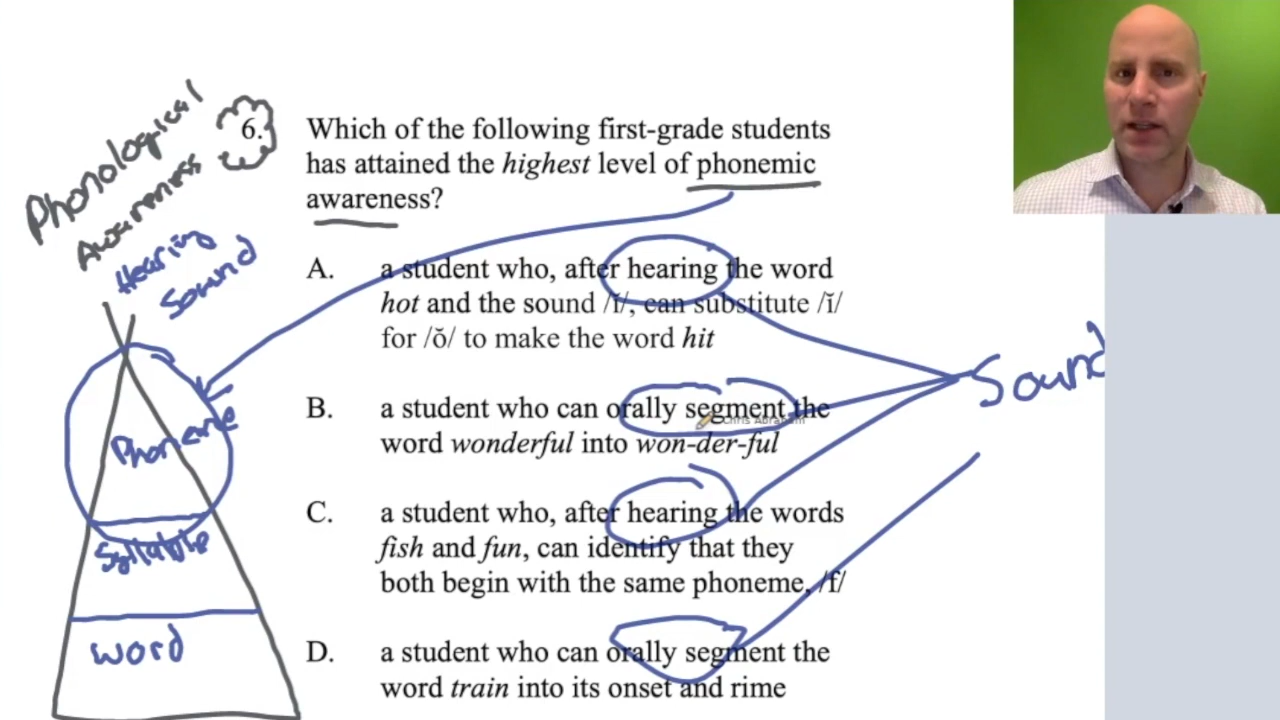 Phonological
Awareness
Hearing
Sound
6.
Which of the following first-grade students
has attained the highest level of phonemic
awareness?
A. a student who, after hearing the word
hot and the sound /ĭ/, can substitute /ĭ/
for /ŏ/ to make the word hit
B. a student who can orally segment the
word wonderful into won-der-ful
Chris Abraham
C. a student who, after hearing the words
fish and fun, can identify that they
both begin with the same phoneme, /f/
D. a student who can orally segment the
word train into its onset and rime
Phoneme
Syllable
word
Sound